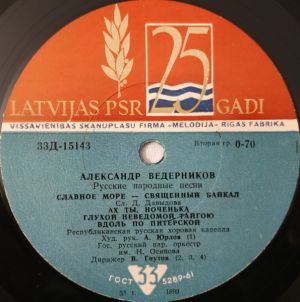 25
LATVIJAS PSR GADI
VISSAVIENĪBAS SKAŅUPLAŠU FIRMA «MELODIJA» RĪGAS FABRIKA
33Д-15143
Вторая гр. 0-70
АЛЕКСАНДР ВЕДЕРНИКОВ
Русские народные песни
СЛАВНОЕ МОРЕ — СВЯЩЕННЫЙ БАЙКАЛ
Сл. Д. Давыдова
АХ ТЫ, НОЧЕНЬКА
ГЛУХОЙ НЕВЕДОМОЙ ТАЙГОЮ
ВДОЛЬ ПО ПИТЕРСКОЙ
Республиканская русская хоровая капелла
Худ. рук. А. Юрлов (1)
Гос. русский нар. оркестр
им. Н. Осипова
Дирижер В. Гнутов (2, 3, 4)
ГОСТ 33 5289-61